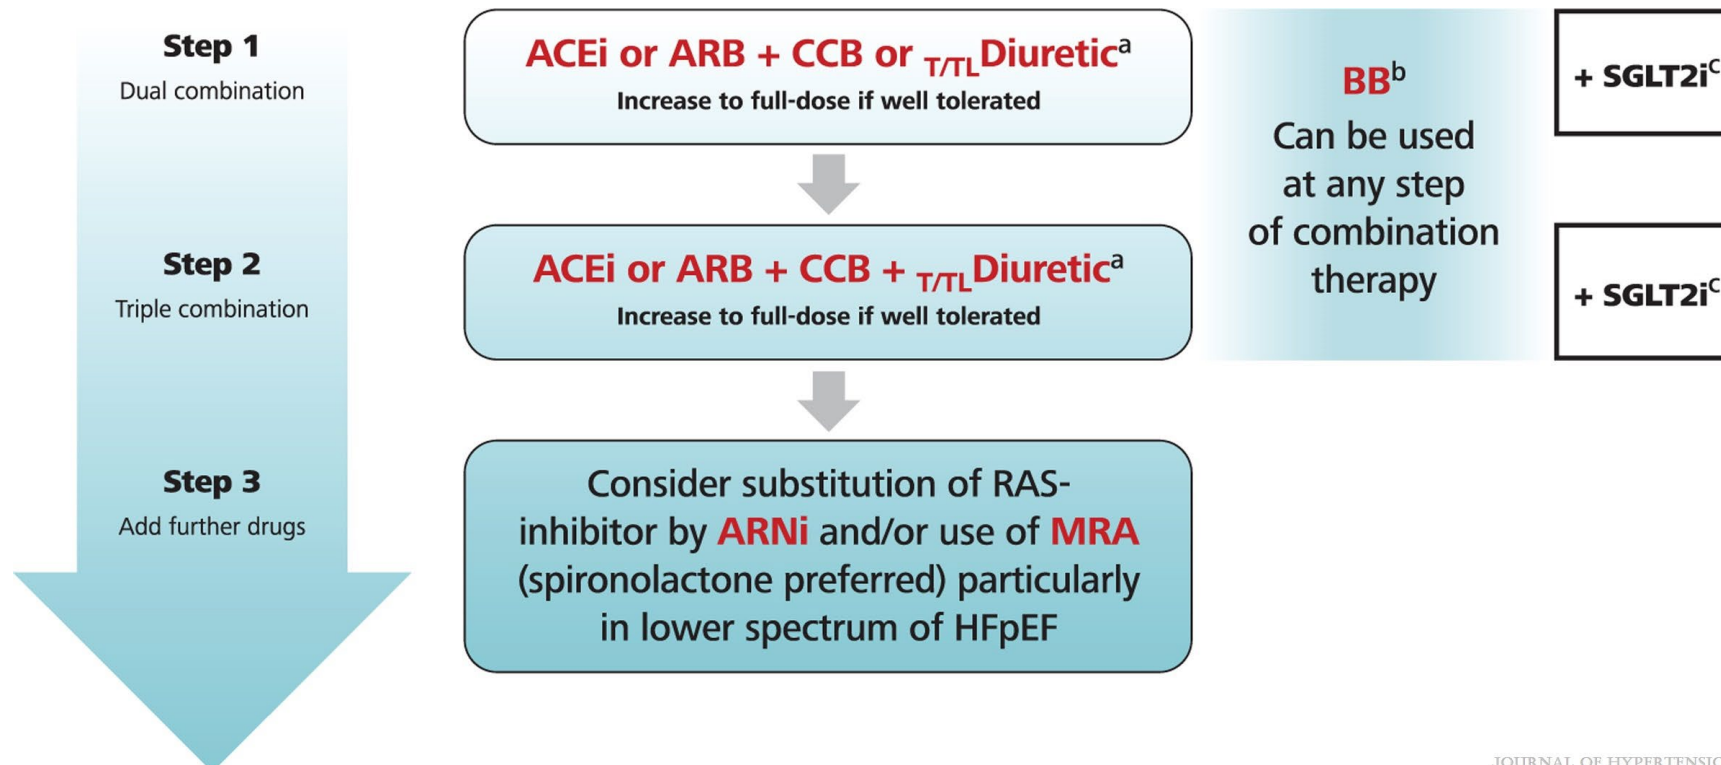 Step 1
Dual combination
ACEi or ARB + CCB or T/TLDiuretica
Increase to full-dose if well tolerated
BBb
Can be used
at any step
of combination
therapy
+ SGLT2ic
Step 2
Triple combination
ACEi or ARB + CCB + T/TLDiuretica
Increase to full-dose if well tolerated
+ SGLT2ic
Step 3
Add further drugs
Consider substitution of RAS-
inhibitor by ARNi and/or use of MRA
(spironolactone preferred) particularly
in lower spectrum of HFpEF
JOURNAL OF